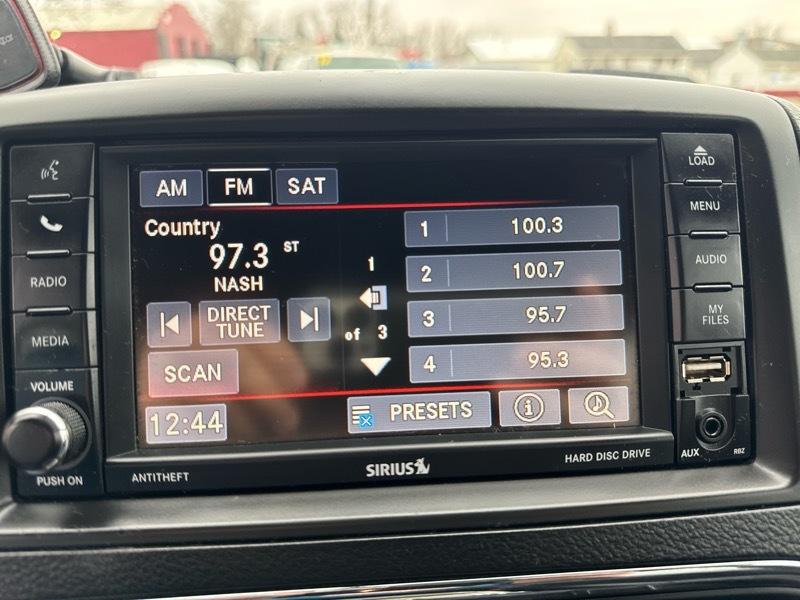 AM FM SAT
Country
97.3 ST
NASH
DIRECT
TUNE
SCAN
12:44
1
of 3
1 100.3
2 100.7
3 95.7
4 95.3
PRESETS
RADIO
MEDIA
VOLUME
PUSH ON
ANTITHEFT
SIRIUS
HARD DISC DRIVE
LOAD
MENU
AUDIO
MY
FILES
AUX
RBZ